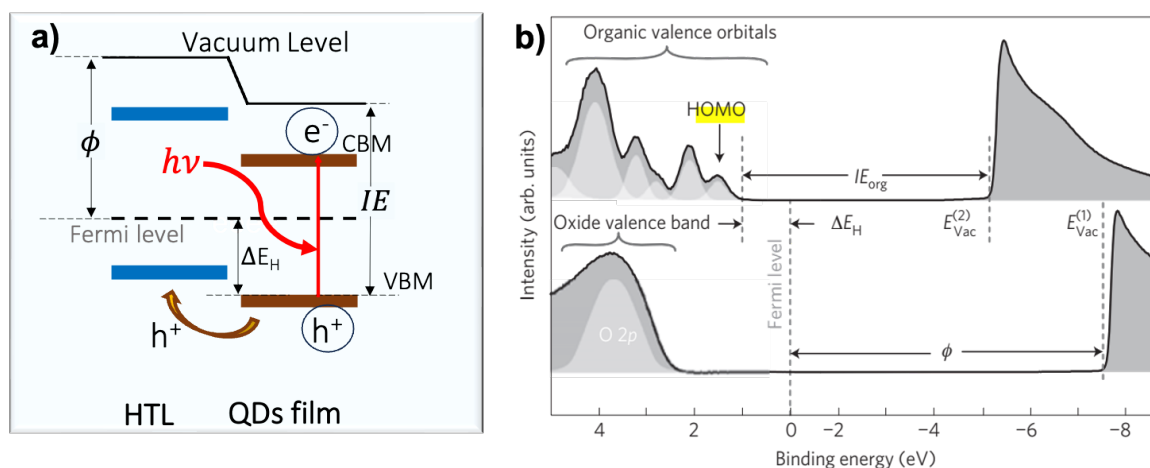 a)
Vacuum Level
ϕ
e⁻
CBM
hν
IE
Fermi level
ΔE_H
VBM
h⁺
h⁺
HTL
QDs film
b)
Organic valence orbitals
HOMO
IE_org
Oxide valence band
ΔE_H
E_Vac^(2)
E_Vac^(1)
Fermi level
O 2p
ϕ
Intensity (arb. units)
4
2
0
-2
-4
-6
-8
Binding energy (eV)